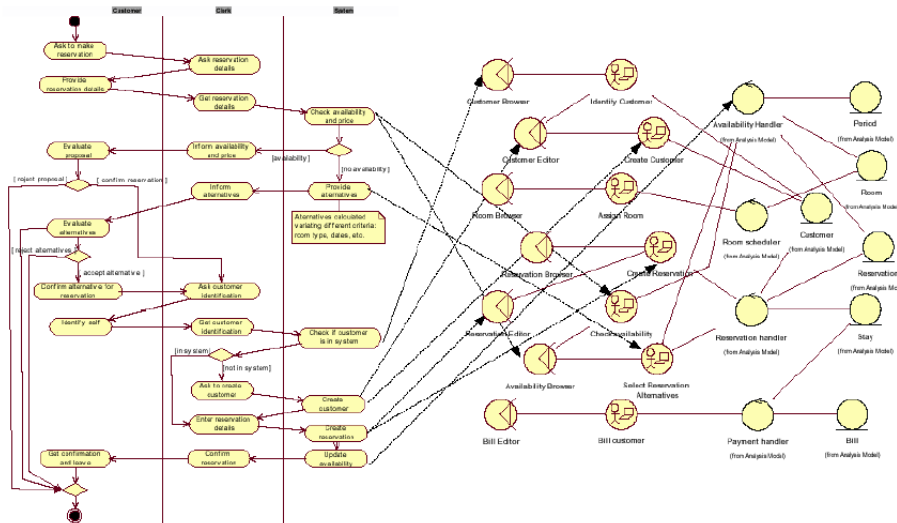 Customer
Clerk
System
Ask to make
reservation
Ask reservation
details
Provide
reservation details
Get reservation
details
Check availability
and price
Evaluate
proposal
Inform availability
and price
[availability]
[no availability]
[ reject proposal ]
[ confirm reservation ]
Inform
alternatives
Provide
alternatives
Alternatives calculated
variating different criteria:
room type, dates, etc.
Evaluate
alternatives
[reject alternatives]
[accept alternative ]
Confirm alternative for
reservation
Ask customer
identification
Identify self
Get customer
identification
Check if customer
is in system
[in system]
[not in system]
Ask to create
customer
Create
customer
Enter reservation
details
Create
reservation
Get confirmation
and leave
Confirm
reservation
Update
availability
Customer Browser
Identify Customer
Availability Handler
(from Analysis Model)
Period
(from Analysis Model)
Customer Editor
Create Customer
Room
(from Analysis Model)
Room Browser
Assign Room
Room scheduler
(from Analysis Model)
Customer
(from Analysis Model)
Reservation Browser
Create Reservation
Reservation
(from Analysis Model)
Reservation Editor
Check availability
Reservation handler
(from Analysis Model)
Stay
(from Analysis Model)
Availability Browser
Select Reservation
Alternatives
Bill Editor
Bill customer
Payment handler
(from Analysis Model)
Bill
(from Analysis Model)